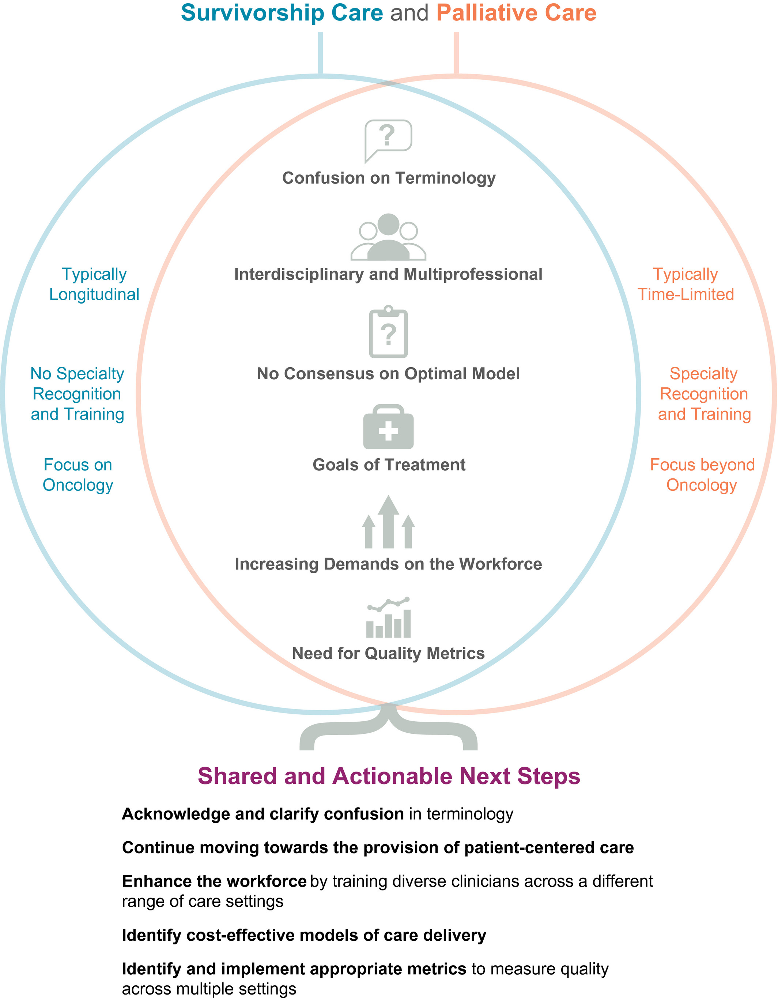 Survivorship Care and Palliative Care
?
Confusion on Terminology
Interdisciplinary and Multiprofessional
Typically
Longitudinal
Typically
Time-Limited
?
No Consensus on Optimal Model
No Specialty
Recognition
and Training
Specialty
Recognition
and Training
Goals of Treatment
Focus on
Oncology
Focus beyond
Oncology
Increasing Demands on the Workforce
Need for Quality Metrics
Shared and Actionable Next Steps
Acknowledge and clarify confusion in terminology
Continue moving towards the provision of patient-centered care
Enhance the workforce by training diverse clinicians across a different
range of care settings
Identify cost-effective models of care delivery
Identify and implement appropriate metrics to measure quality
across multiple settings